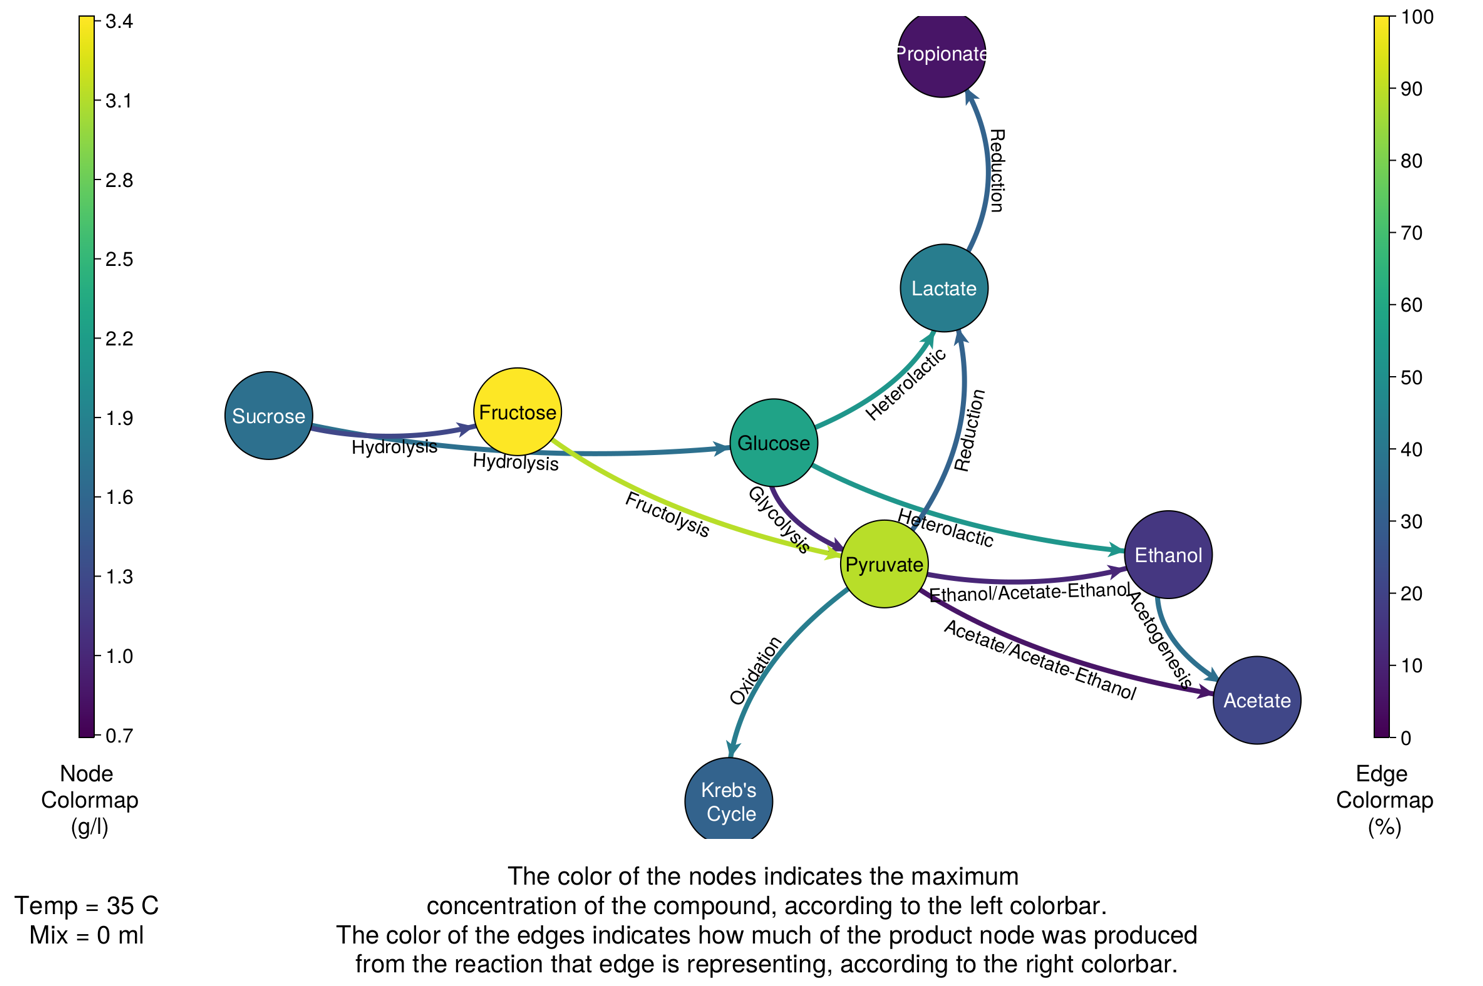 3.4
3.1
2.8
2.5
2.2
1.9
1.6
1.3
1.0
0.7
Node
Colormap
(g/l)
Propionate
Reduction
Lactate
Heterolactic
Reduction
Sucrose
Fructose
Glucose
Hydrolysis
Hydrolysis
Fructolysis
Glycolysis
Heterolactic
Pyruvate
Ethanol
Ethanol/Acetate-Ethanol
Acetogenesis
Acetate/Acetate-Ethanol
Oxidation
Acetate
Kreb's
Cycle
100
90
80
70
60
50
40
30
20
10
0
Edge
Colormap
(%)
Temp = 35 C
Mix = 0 ml
The color of the nodes indicates the maximum
concentration of the compound, according to the left colorbar.
The color of the edges indicates how much of the product node was produced
from the reaction that edge is representing, according to the right colorbar.